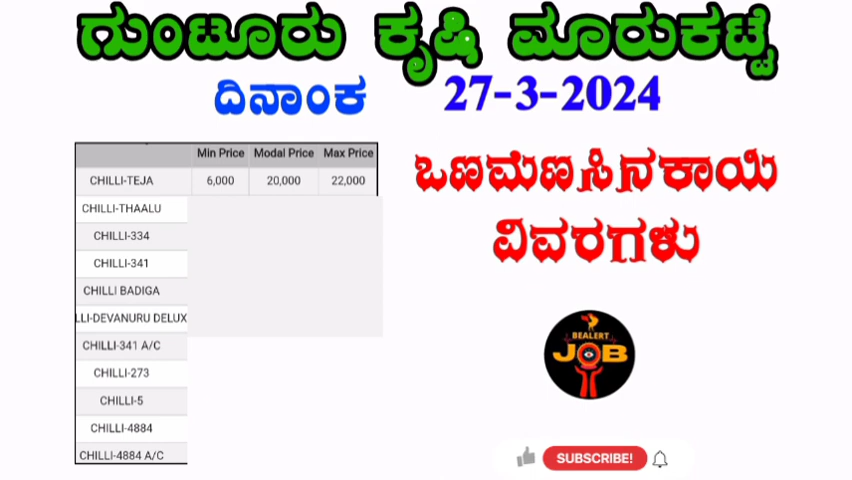 ಗುಂಟೂರು ಕೃಷಿ ಮಾರುಕಟ್ಟೆ
ದಿನಾಂಕ 27-3-2024
ಒಣಮೆಣಸಿನಕಾಯಿ
ವಿವರಗಳು
Min Price Modal Price Max Price
CHILLI-TEJA 6,000 20,000 22,000
CHILLI-THAALU
CHILLI-334
CHILLI-341
CHILLI BADIGA
LLI-DEVANURU DELUX
CHILLI-341 A/C
CHILLI-273
CHILLI-5
CHILLI-4884
CHILLI-4884 A/C
BEALERT
JOB
SUBSCRIBE!